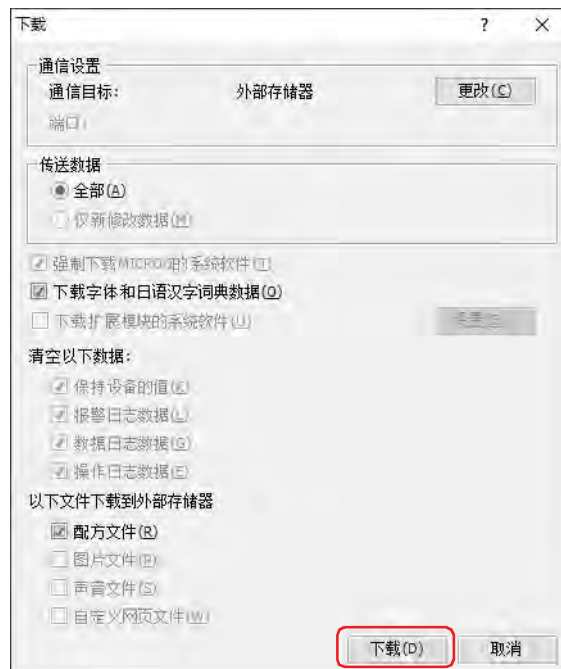 下载 ?
通信设置
通信目标: 外部存储器 更改(C)
端口:
传送数据
全部(A)
仅新修改数据(M)
强制下载MICRO/I的系统软件(T)
下载字体和日语汉字词典数据(O)
下载扩展模块的系统软件(U)
清空以下数据:
保持设备的值(K)
报警日志数据(L)
数据日志数据(G)
操作日志数据(E)
以下文件下载到外部存储器
配方文件(R)
图片文件(P)
声音文件(S)
自定义网页文件(W)
下载(D) 取消